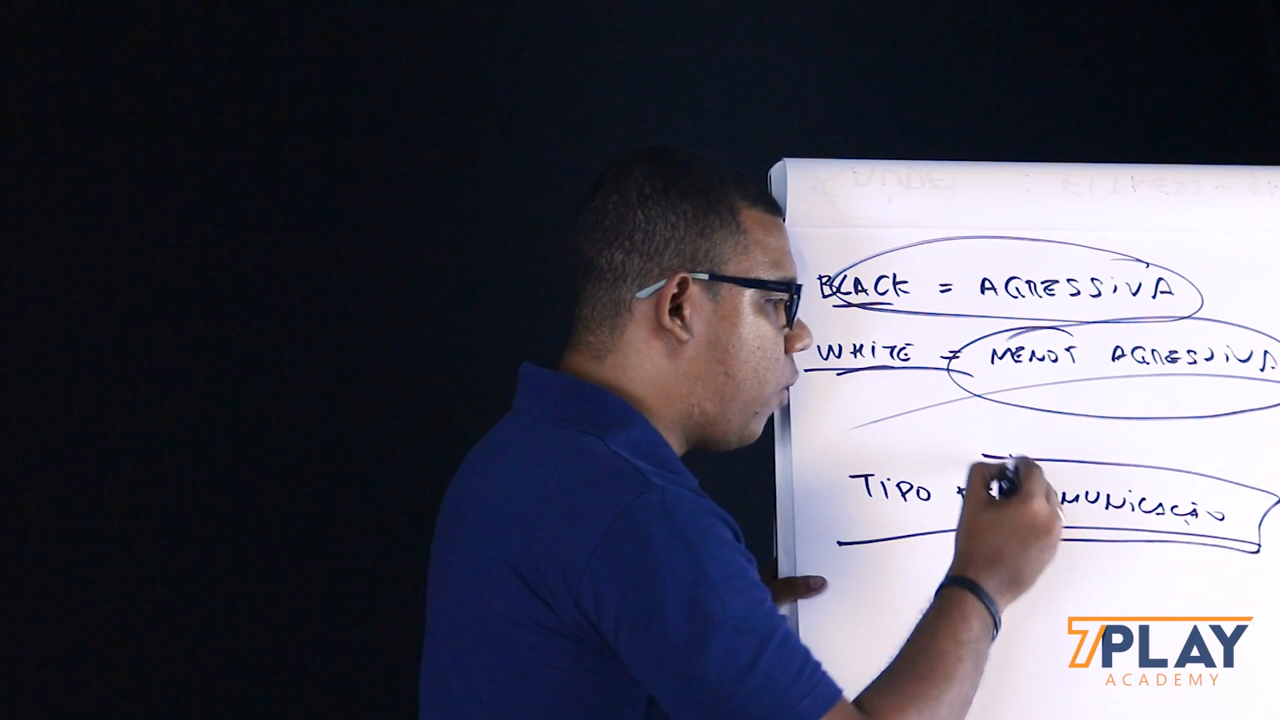 BLACK = AGRESSIVA
WHITE = MENOS AGRESSIVA
TIPO MUNICAÇÃO
7PLAY
ACADEMY